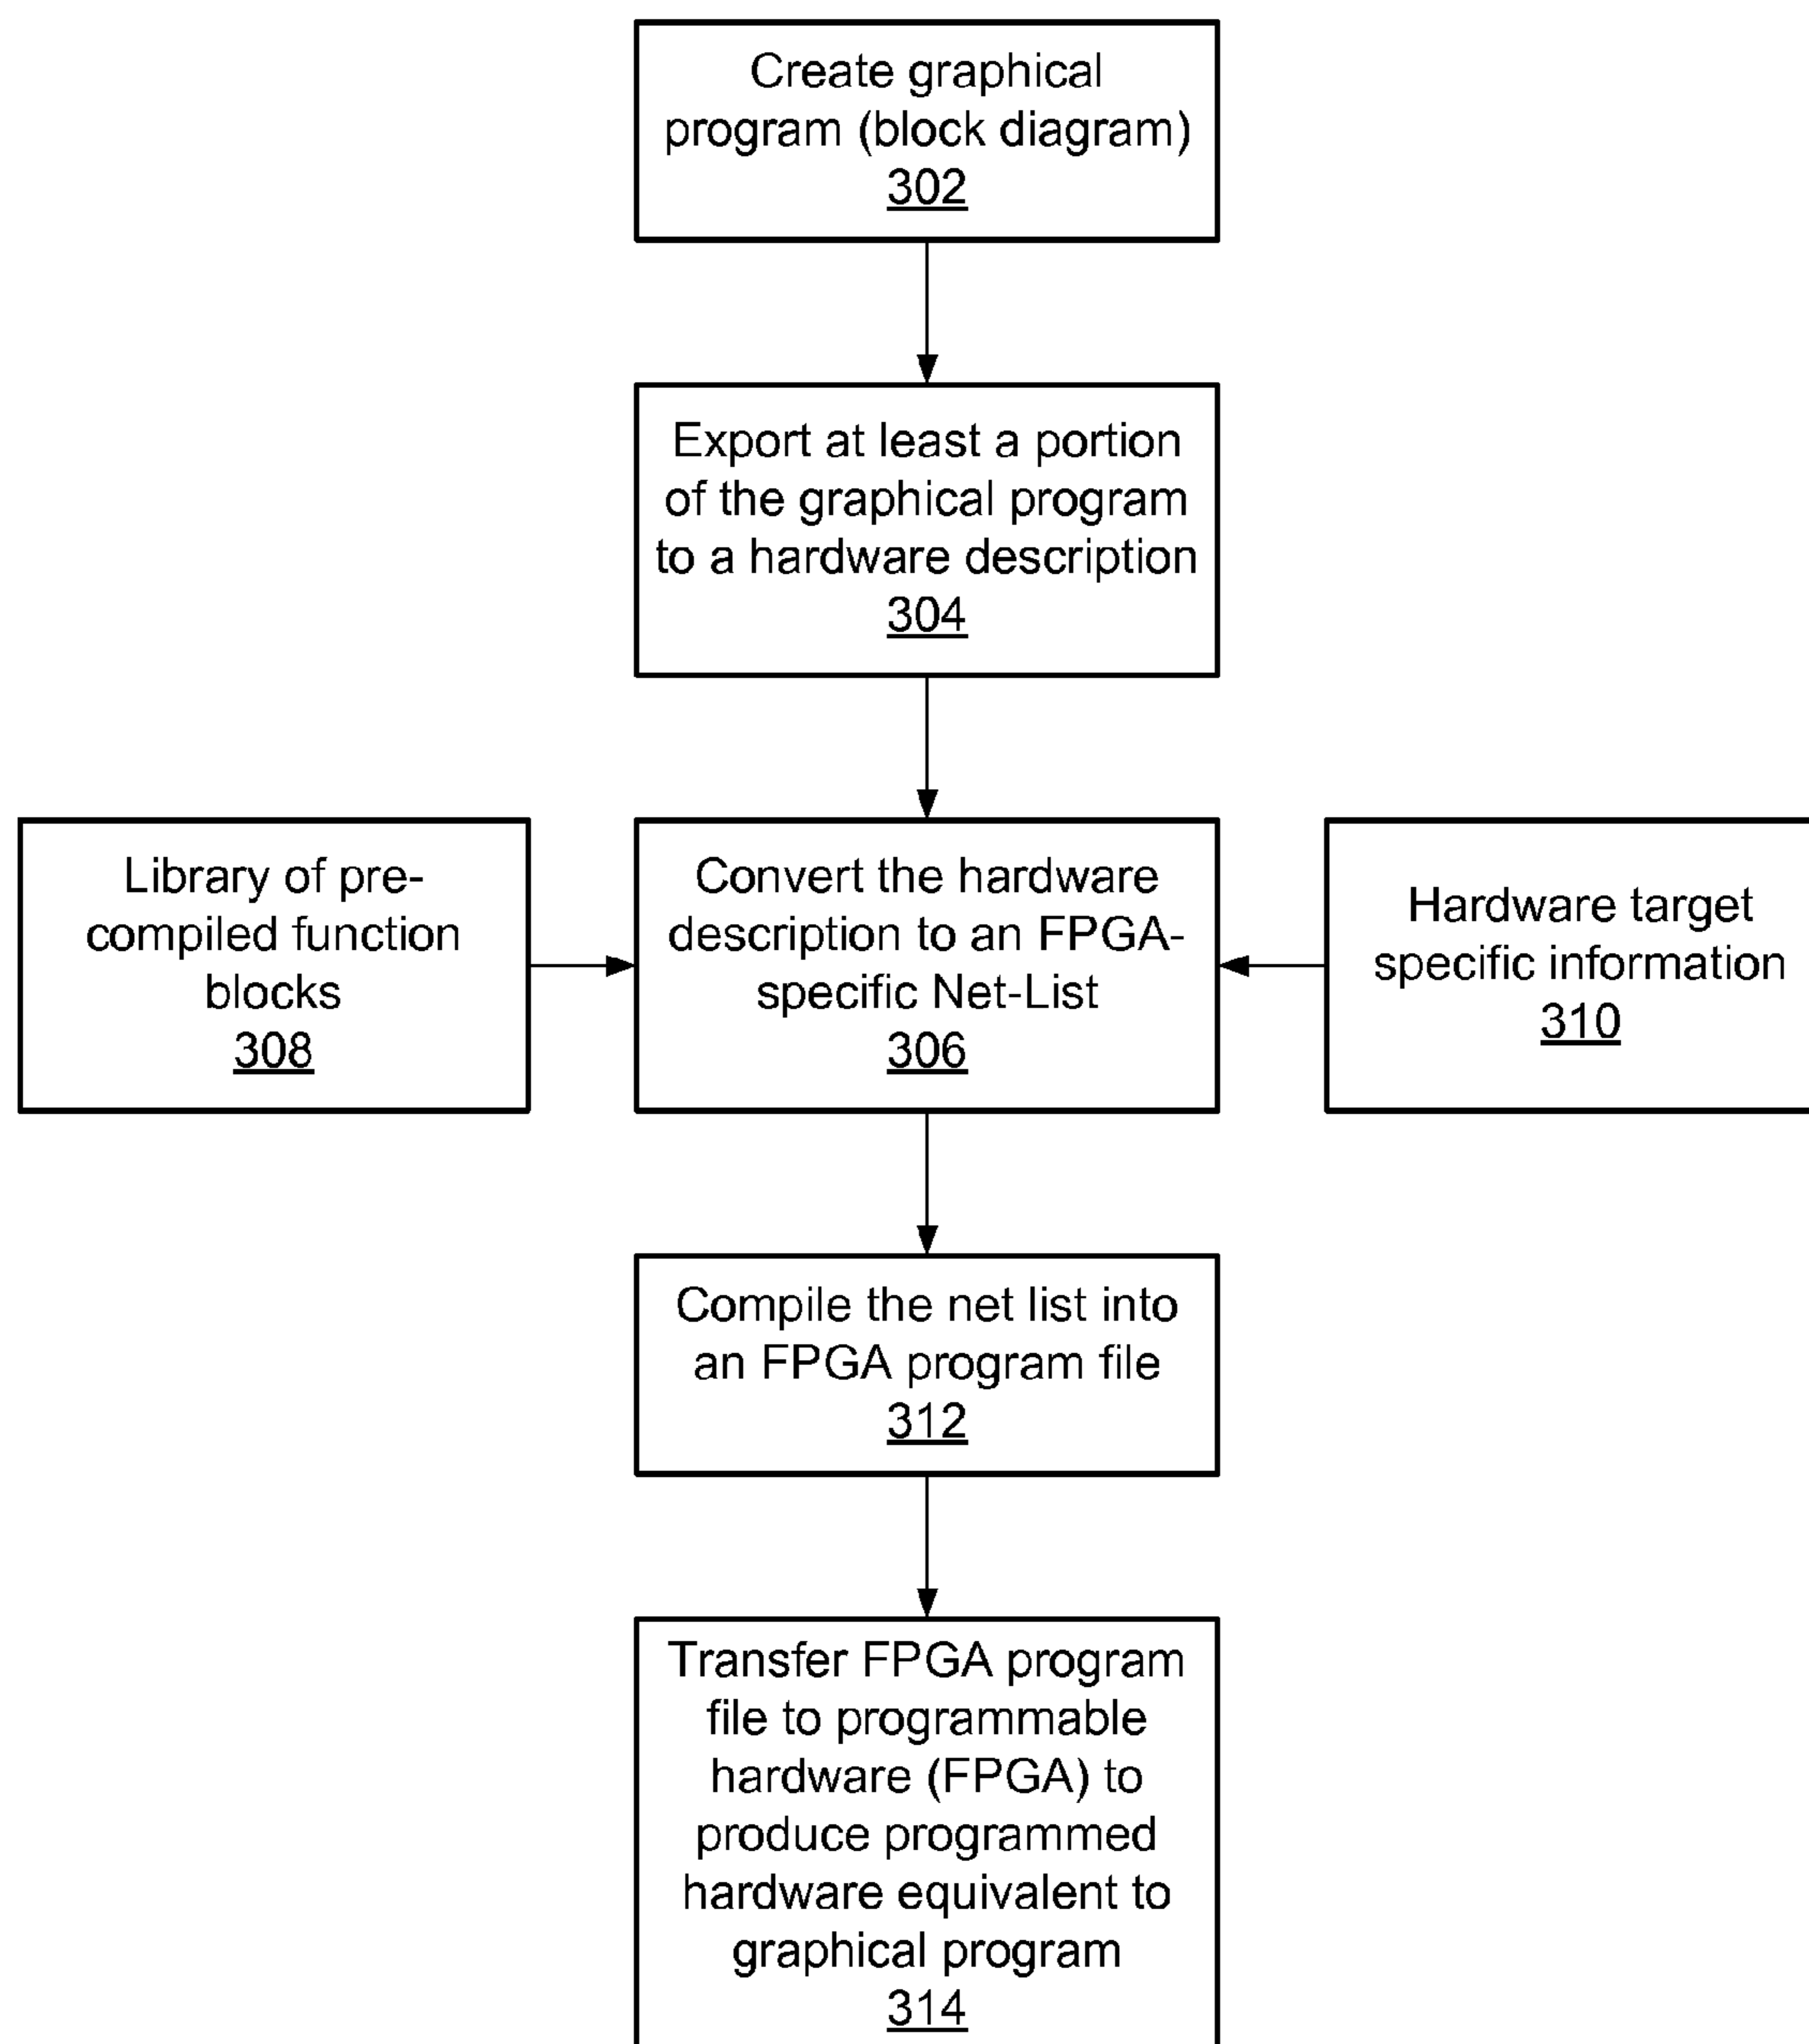 Create graphical
program (block diagram)
302
Export at least a portion
of the graphical program
to a hardware description
304
Library of pre-
compiled function
blocks
308
Convert the hardware
description to an FPGA-
specific Net-List
306
Hardware target
specific information
310
Compile the net list into
an FPGA program file
312
Transfer FPGA program
file to programmable
hardware (FPGA) to
produce programmed
hardware equivalent to
graphical program
314